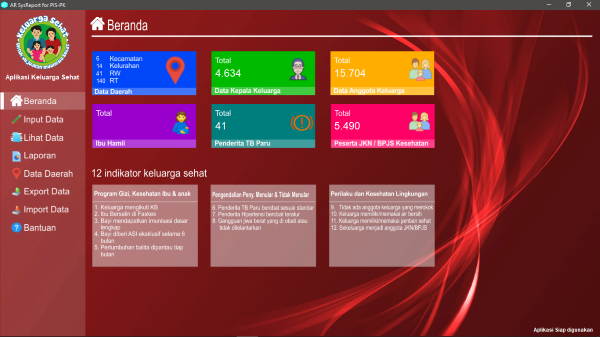 AR SysReport for PIS-PK
Keluarga Sehat
Aplikasi Keluarga Sehat
Beranda
Input Data
Lihat Data
Laporan
Data Daerah
Export Data
Import Data
Bantuan
Beranda
6 Kecamatan
14 Kelurahan
41 RW
149 RT
Data Daerah
Total
4.634
Data Kepala Keluarga
Total
15.704
Data Anggota Keluarga
Total
Ibu Hamil
Total
41
Penderita TB Paru
Total
5.490
Peserta JKN / BPJS Kesehatan
12 indikator keluarga sehat
Program Gizi, Kesehatan Ibu & anak
1. Keluarga mengikuti KB
2. Ibu Bersalin di Faskes
3. Bayi mendapatkan imunisasi dasar
lengkap
4. Bayi diberi ASI eksklusif selama 6
bulan
5. Pertumbuhan balita dipantau tiap
bulan
Pengendalian Peny. Menular & Tidak Menular
6. Penderita TB Paru berobat sesuai standar
7. Penderita Hipertensi berobat teratur
8. Gangguan jiwa berat yang di obati atau
tidak ditelantarkan
Perilaku dan Kesehatan Lingkungan
9. Tidak ada anggota keluarga yang merokok
10. Keluarga memiliki/memakai air bersih
11. Keluarga memiliki/memakai jamban sehat
12. Sekeluarga menjadi anggota JKN/BPJS
Aplikasi Siap digunakan